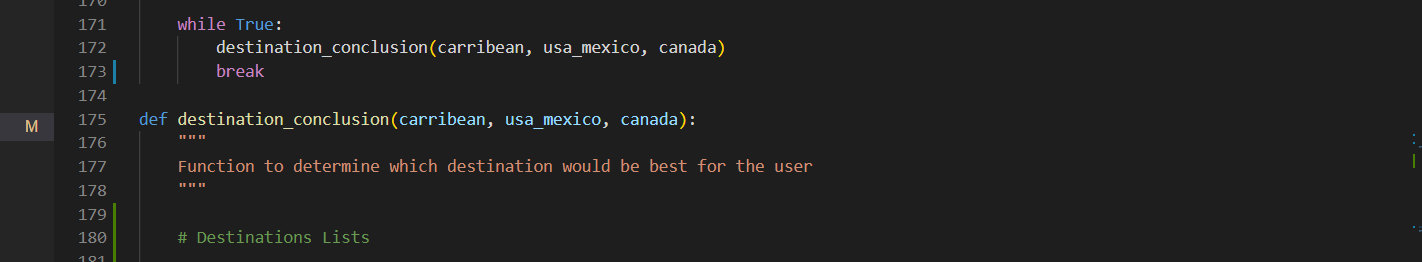 170
171 while True:
172 destination_conclusion(carribean, usa_mexico, canada)
173 break
174
M 175 def destination_conclusion(carribean, usa_mexico, canada):
176 """
177 Function to determine which destination would be best for the user
178 """
179
180 # Destinations Lists
181